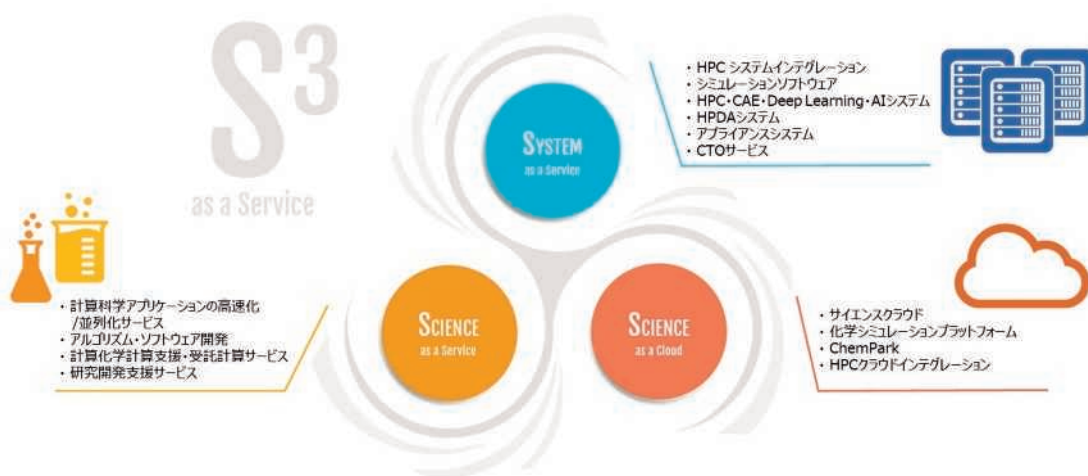 S3
as a Service
SYSTEM
as a Service
・HPC システムインテグレーション
・シミュレーションソフトウェア
・HPC・CAE・Deep Learning・AIシステム
・HPDAシステム
・アプライアンスシステム
・CTOサービス
・計算科学アプリケーションの高速化
/並列化サービス
・アルゴリズム・ソフトウェア開発
・計算化学計算支援・受託計算サービス
・研究開発支援サービス
SCIENCE
as a Service
SCIENCE
as a Cloud
・サイエンスクラウド
・化学シミュレーションプラットフォーム
・ChemPark
・HPCクラウドインテグレーション